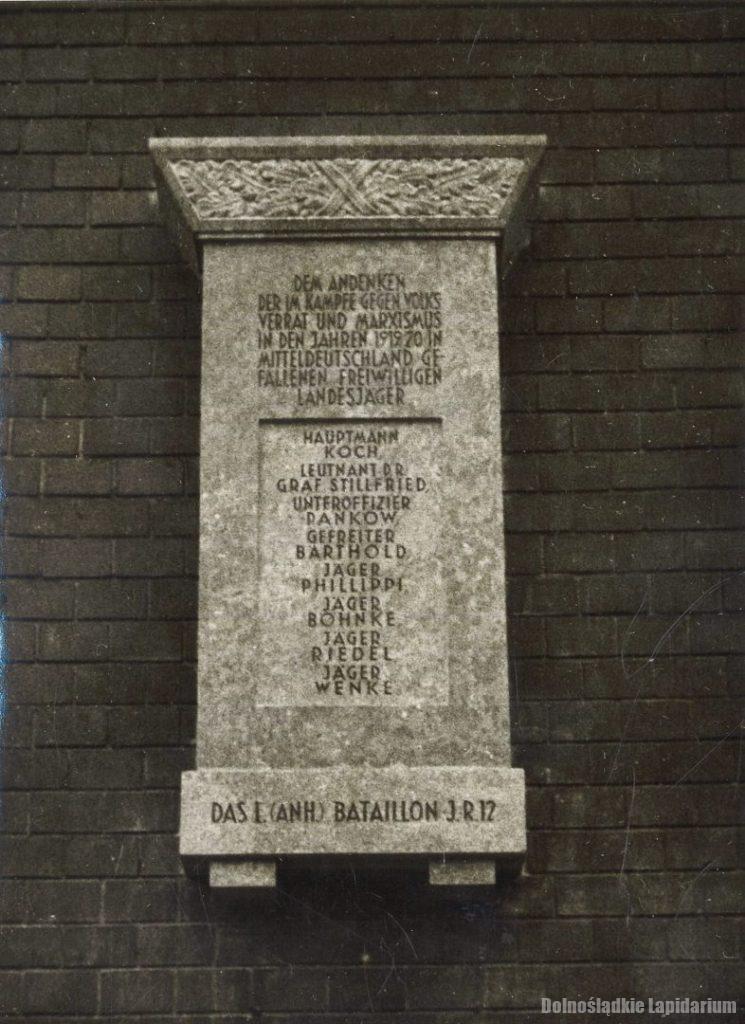 DEM ANDENKEN
DER IM KAMPFE GEGEN VOLKS
VERRAT UND MARXISMUS
IN DEN JAHREN 1919.20 IN
MITTELDEUTSCHLAND GE-
FALLENEN FREIWILLIGEN
LANDESJÄGER
HAUPTMANN
KOCH,
LEUTNANT DR.
GRAF STILLFRIED,
UNTEROFFIZIER
PANKOW,
GEFREITER
BARTHOLD,
JÄGER
PHILLIPPI,
JÄGER
BÖHNKE,
JÄGER
RIEDEL
JÄGER
WENKE
DAS I. (ANH.) BATAILLON J.R.12
Dolnoślądkie Lapidarium